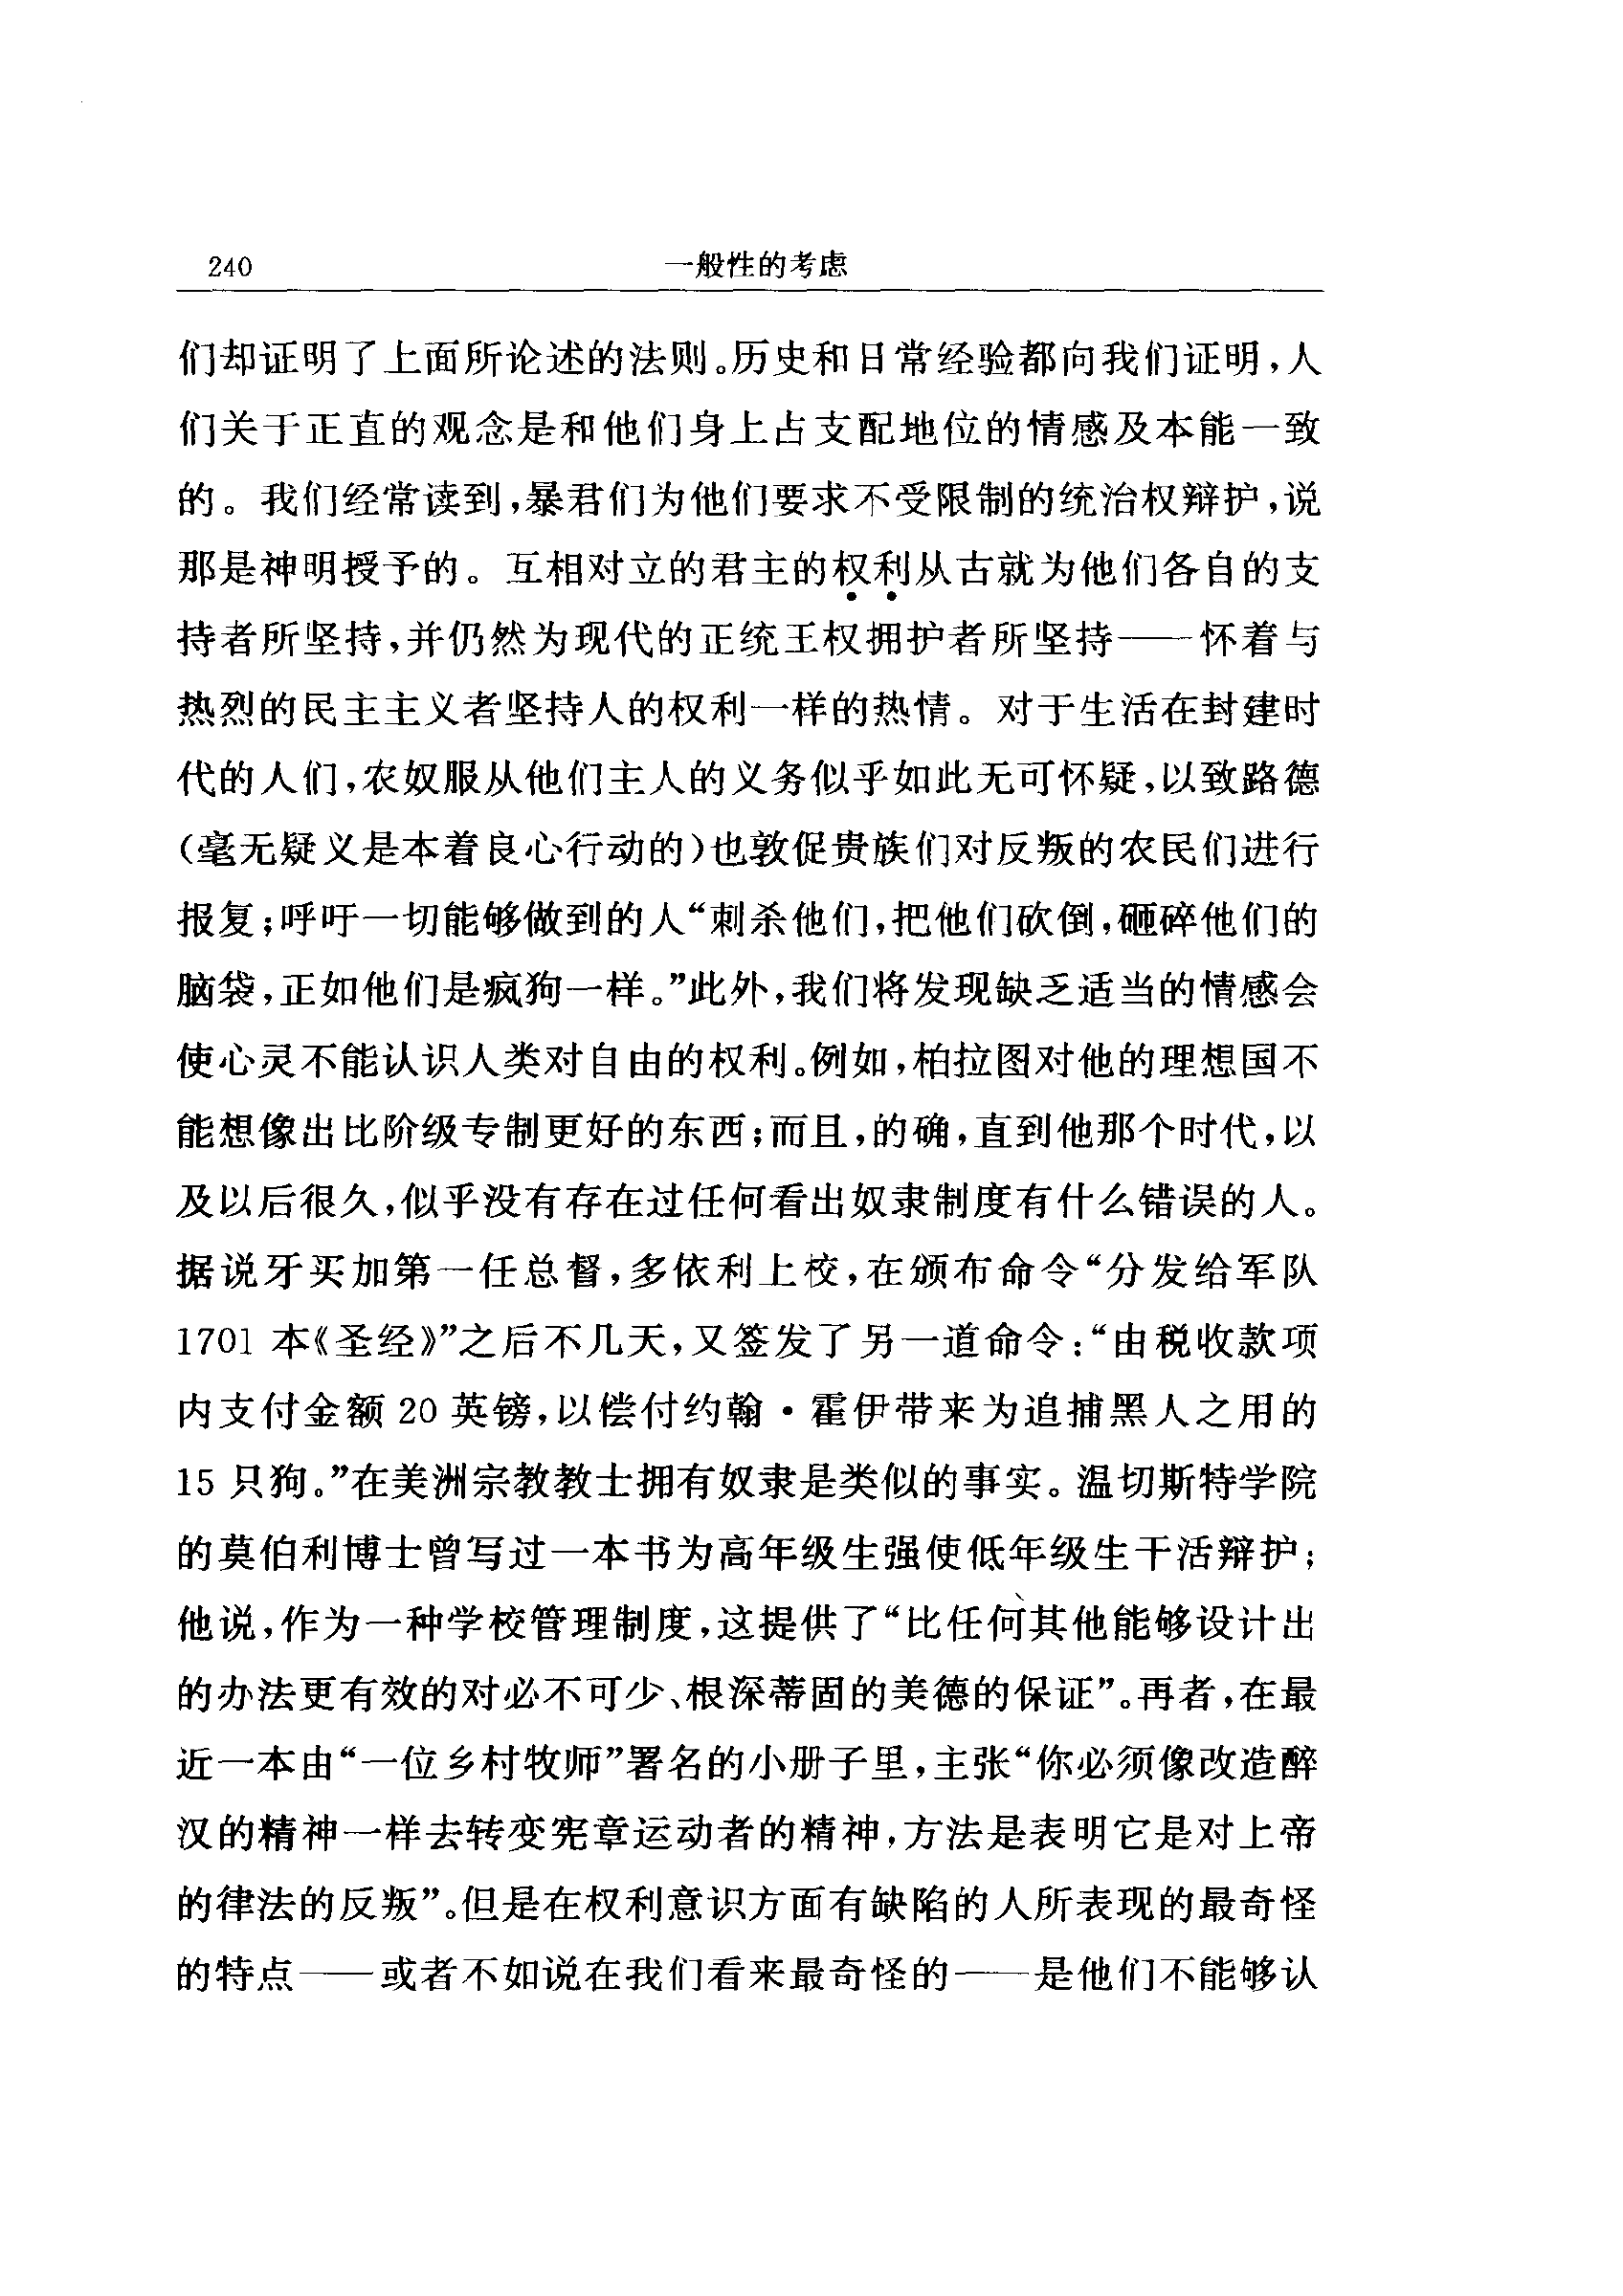 240 一般性的考虑
们却证明了上面所论述的法则。历史和日常经验都向我们证明，人
们关于正直的观念是和他们身上占支配地位的情感及本能一致
的。我们经常读到，暴君们为他们要求不受限制的统治权辩护，说
那是神明授予的。互相对立的君主的权利从古就为他们各自的支
持者所坚持，并仍然为现代的正统王权拥护者所坚持——怀着与
热烈的民主主义者坚持人的权利一样的热情。对于生活在封建时
代的人们，农奴服从他们主人的义务似乎如此无可怀疑，以致路德
（毫无疑义是本着良心行动的）也敦促贵族们对反叛的农民们进行
报复；呼吁一切能够做到的人“刺杀他们，把他们砍倒，砸碎他们的
脑袋，正如他们是疯狗一样。”此外，我们将发现缺乏适当的情感会
使心灵不能认识人类对自由的权利。例如，柏拉图对他的理想国不
能想像出比阶级专制更好的东西；而且，的确，直到他那个时代，以
及以后很久，似乎没有存在过任何看出奴隶制度有什么错误的人。
据说牙买加第一任总督，多依利上校，在颁布命令“分发给军队
1701 本《圣经》”之后不几天，又签发了另一道命令：“由税收款项
内支付金额 20 英镑，以偿付约翰·霍伊带来为追捕黑人之用的
15 只狗。”在美洲宗教教士拥有奴隶是类似的事实。温切斯特学院
的莫伯利博士曾写过一本书为高年级生强使低年级生干活辩护；
他说，作为一种学校管理制度，这提供了“比任何其他能够设计出
的办法更有效的对必不可少、根深蒂固的美德的保证”。再者，在最
近一本由“一位乡村牧师”署名的小册子里，主张“你必须像改造醉
汉的精神一样去转变宪章运动者的精神，方法是表明它是对上帝
的律法的反叛”。但是在权利意识方面有缺陷的人所表现的最奇怪
的特点——或者不如说在我们看来最奇怪的——是他们不能够认